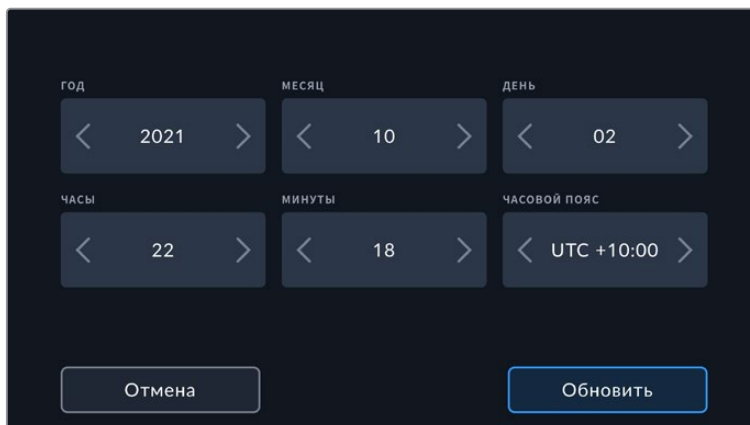 ГОД МЕСЯЦ ДЕНЬ
2021 10 02
ЧАСЫ МИНУТЫ ЧАСОВОЙ ПОЯС
22 18 UTC +10:00
Отмена Обновить